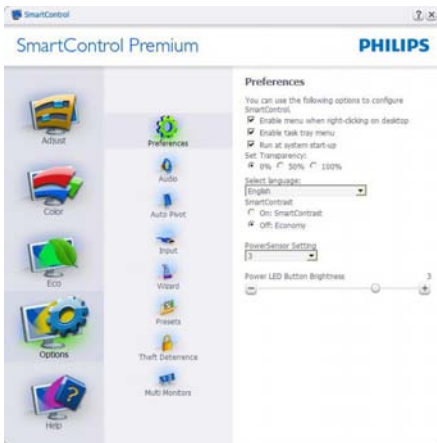 SmartControl
SmartControl Premium
PHILIPS
Adjust
Color
Eco
Options
Help
Preferences
Audio
Auto Pivot
Input
Wizard
Presets
Theft Deterrence
Multi Monitors
Preferences
You can use the following options to configure
SmartControl.
Enable menu when right-clicking on desktop
Enable task tray menu
Run at system start-up
Set Transparency:
0% 50% 100%
Select language:
English
SmartContrast
On: SmartContrast
Off: Economy
PowerSensor Setting
3
Power LED Button Brightness 3